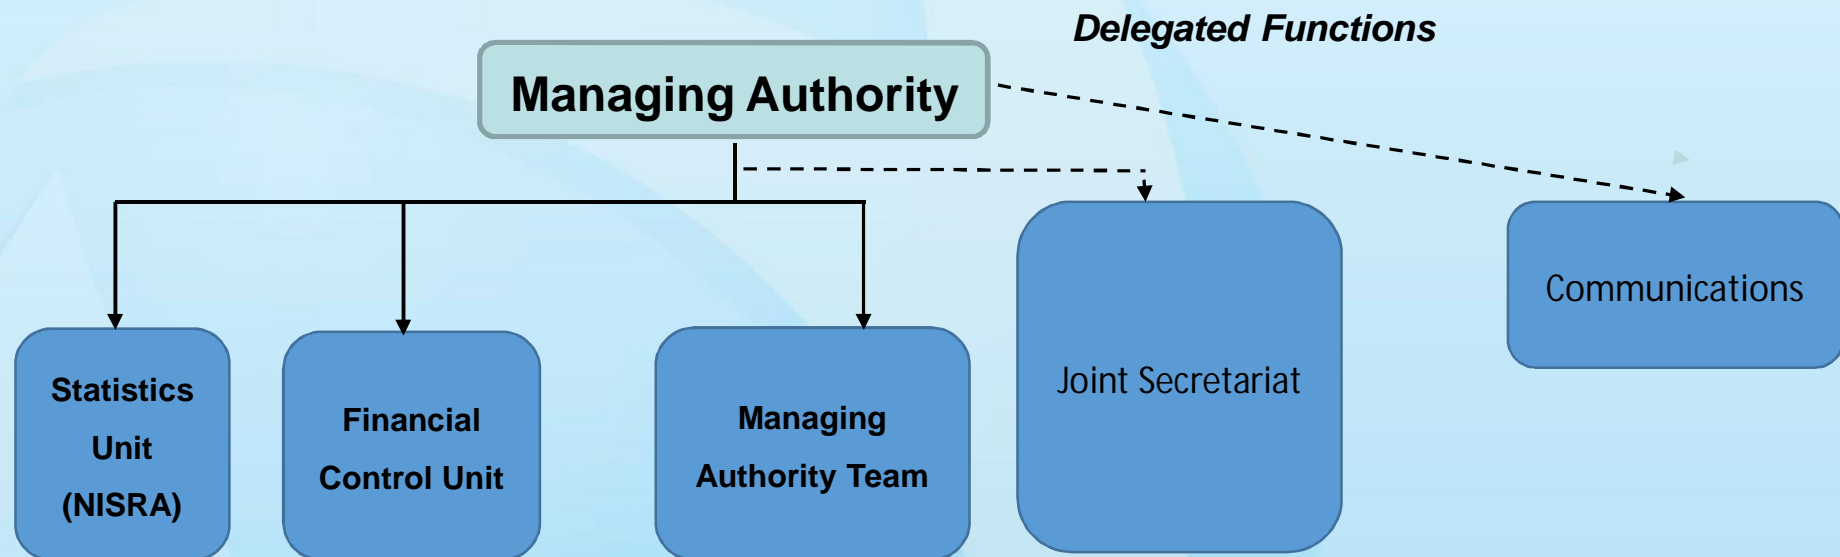 Delegated Functions
Managing Authority
Statistics
Unit
(NISRA)
Financial
Control Unit
Managing
Authority Team
Joint Secretariat
Communications